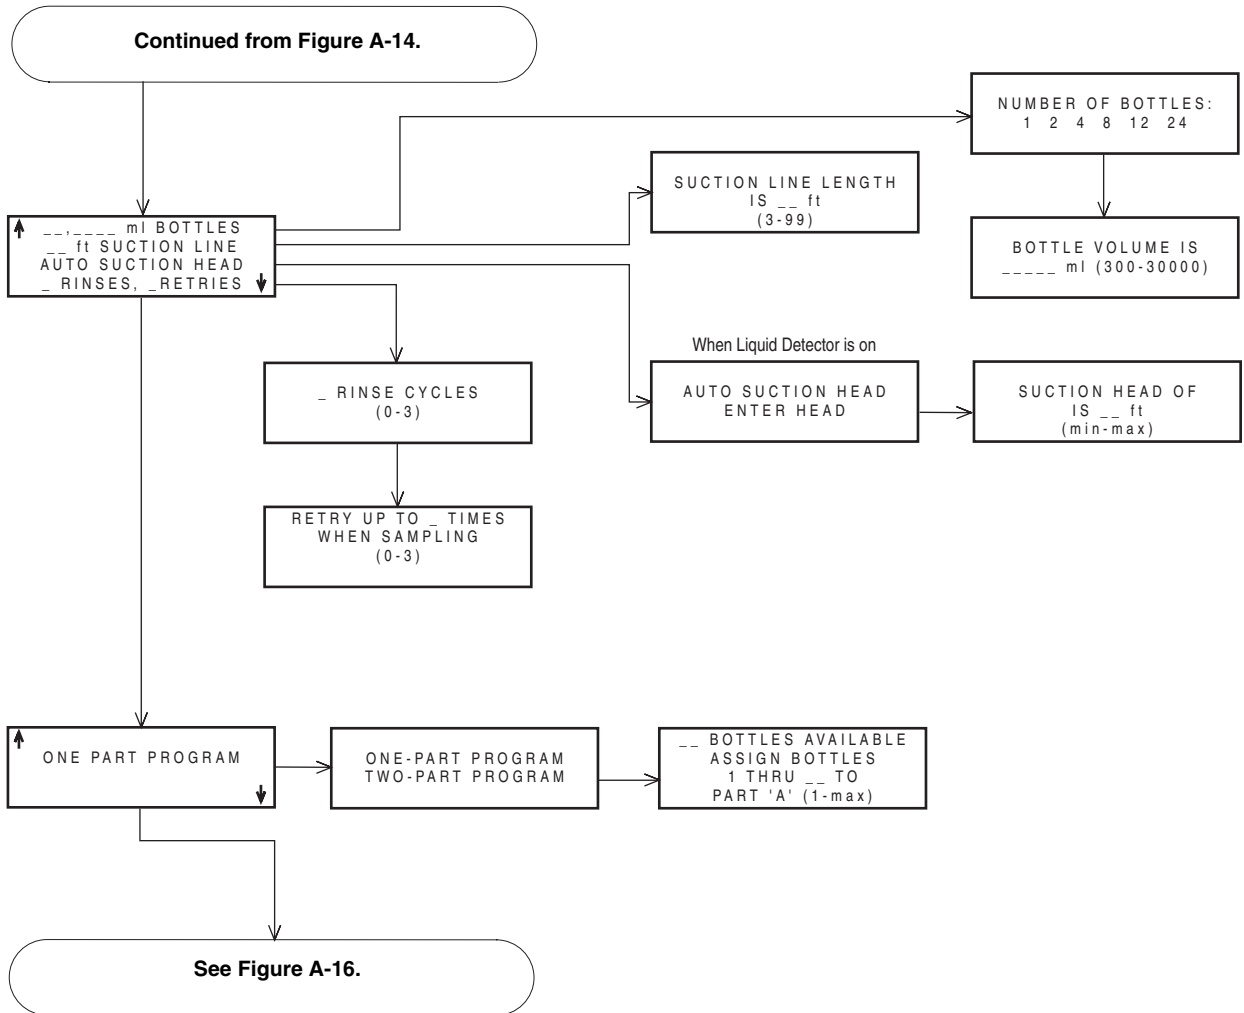 Continued from Figure A-14.
NUMBER OF BOTTLES:
1 2 4 8 12 24
SUCTION LINE LENGTH
IS __ ft
(3-99)
__,____ ml BOTTLES
__ ft SUCTION LINE
AUTO SUCTION HEAD
_ RINSES, _RETRIES
BOTTLE VOLUME IS
_____ ml (300-30000)
When Liquid Detector is on
_ RINSE CYCLES
(0-3)
AUTO SUCTION HEAD
ENTER HEAD
SUCTION HEAD OF
IS __ ft
(min-max)
RETRY UP TO _ TIMES
WHEN SAMPLING
(0-3)
ONE PART PROGRAM
ONE-PART PROGRAM
TWO-PART PROGRAM
__ BOTTLES AVAILABLE
ASSIGN BOTTLES
1 THRU __ TO
PART 'A' (1-max)
See Figure A-16.